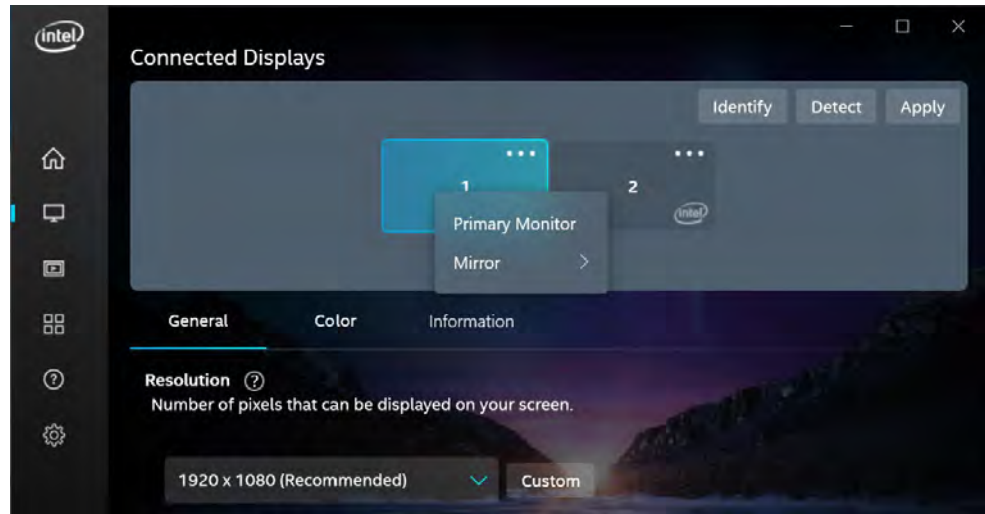 intel
Connected Displays
Identify Detect Apply
1 2
intel
Primary Monitor
Mirror
General Color Information
Resolution ?
Number of pixels that can be displayed on your screen.
?
1920 x 1080 (Recommended) Custom